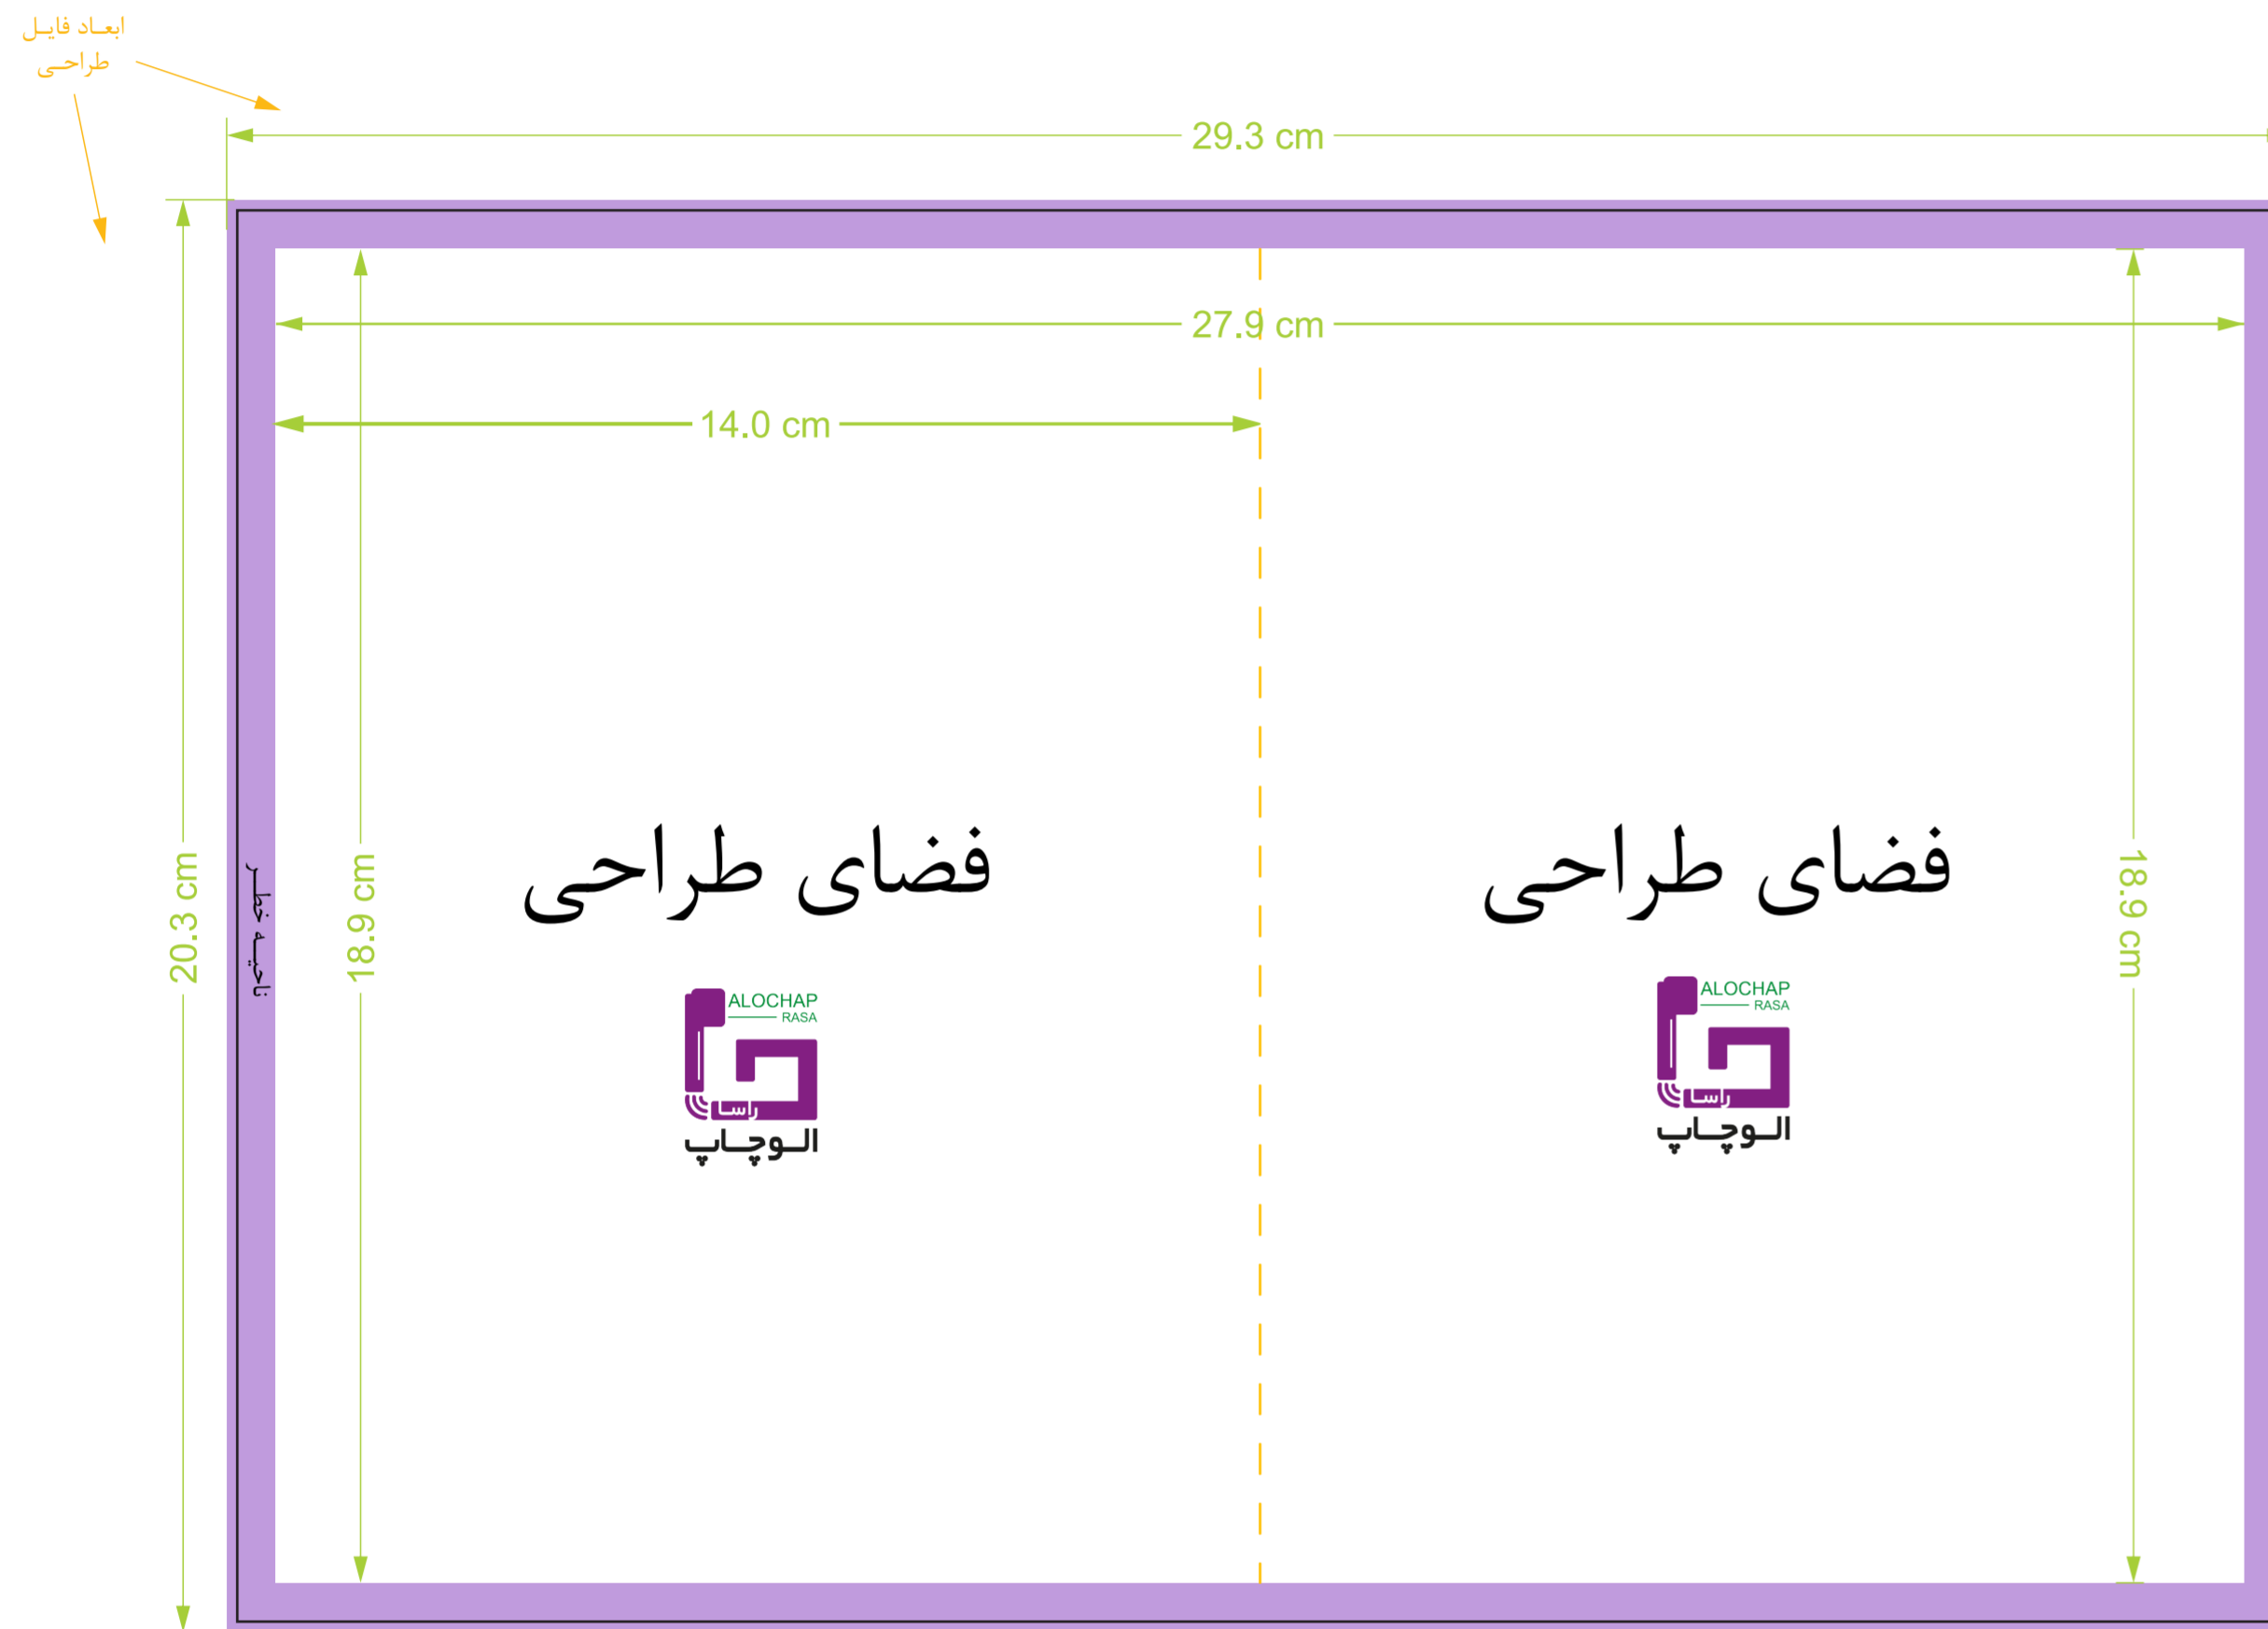 ابعاد فایل
طراحی
29.3 cm
27.9 cm
14.0 cm
20.3 cm
ناحیه خطر
18.9 cm
18.9 cm
فضای طراحی
فضای طراحی
ALOCHAP
RASA
راسا
الوچاپ
ALOCHAP
RASA
راسا
الوچاپ